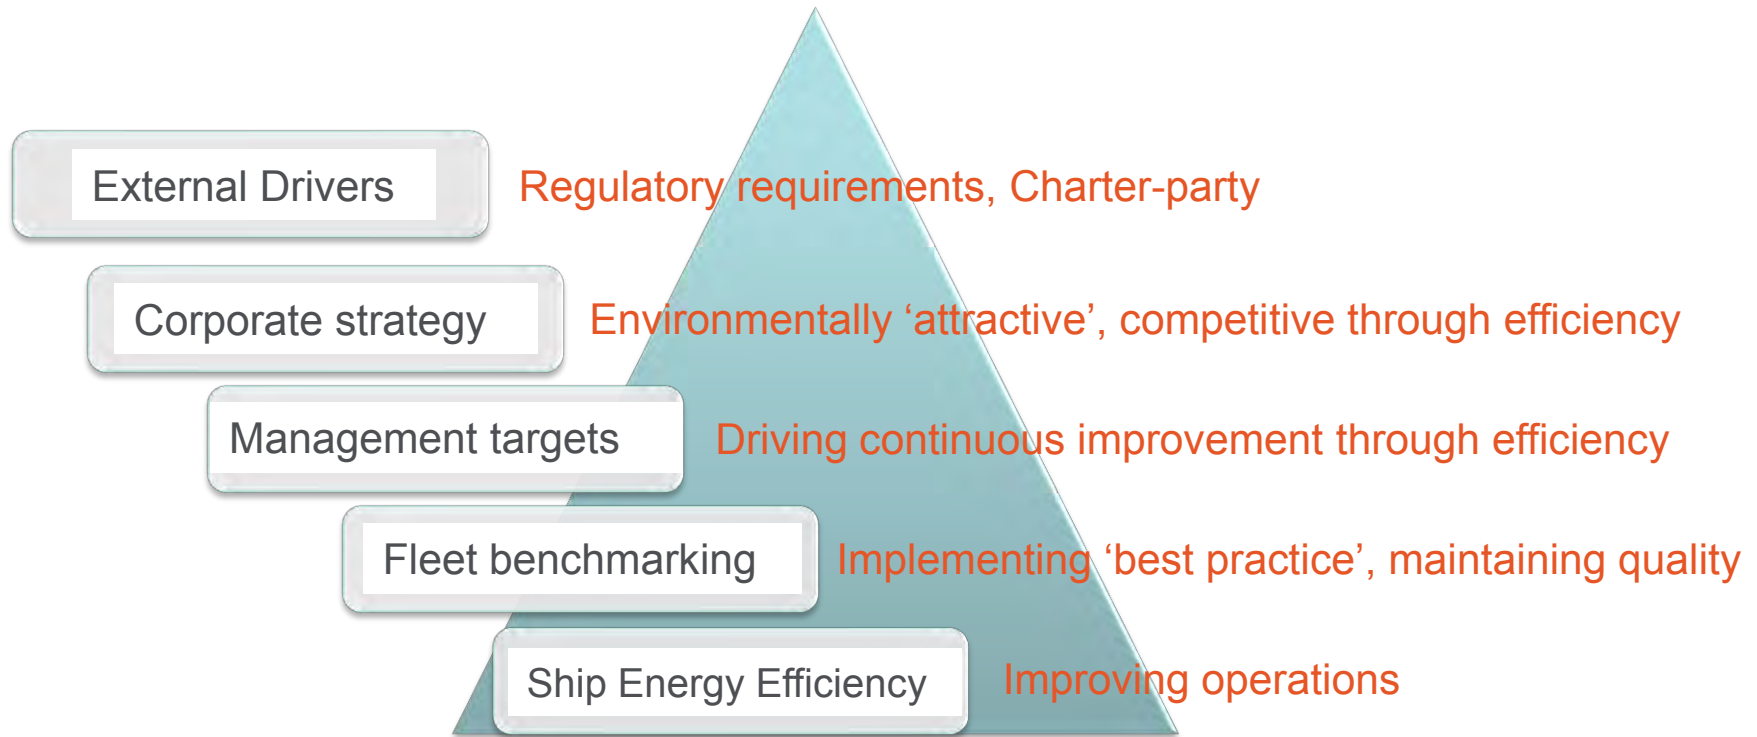 External Drivers
Regulatory requirements, Charter-party
Corporate strategy
Environmentally ‘attractive’, competitive through efficiency
Management targets
Driving continuous improvement through efficiency
Fleet benchmarking
Implementing ‘best practice’, maintaining quality
Ship Energy Efficiency
Improving operations